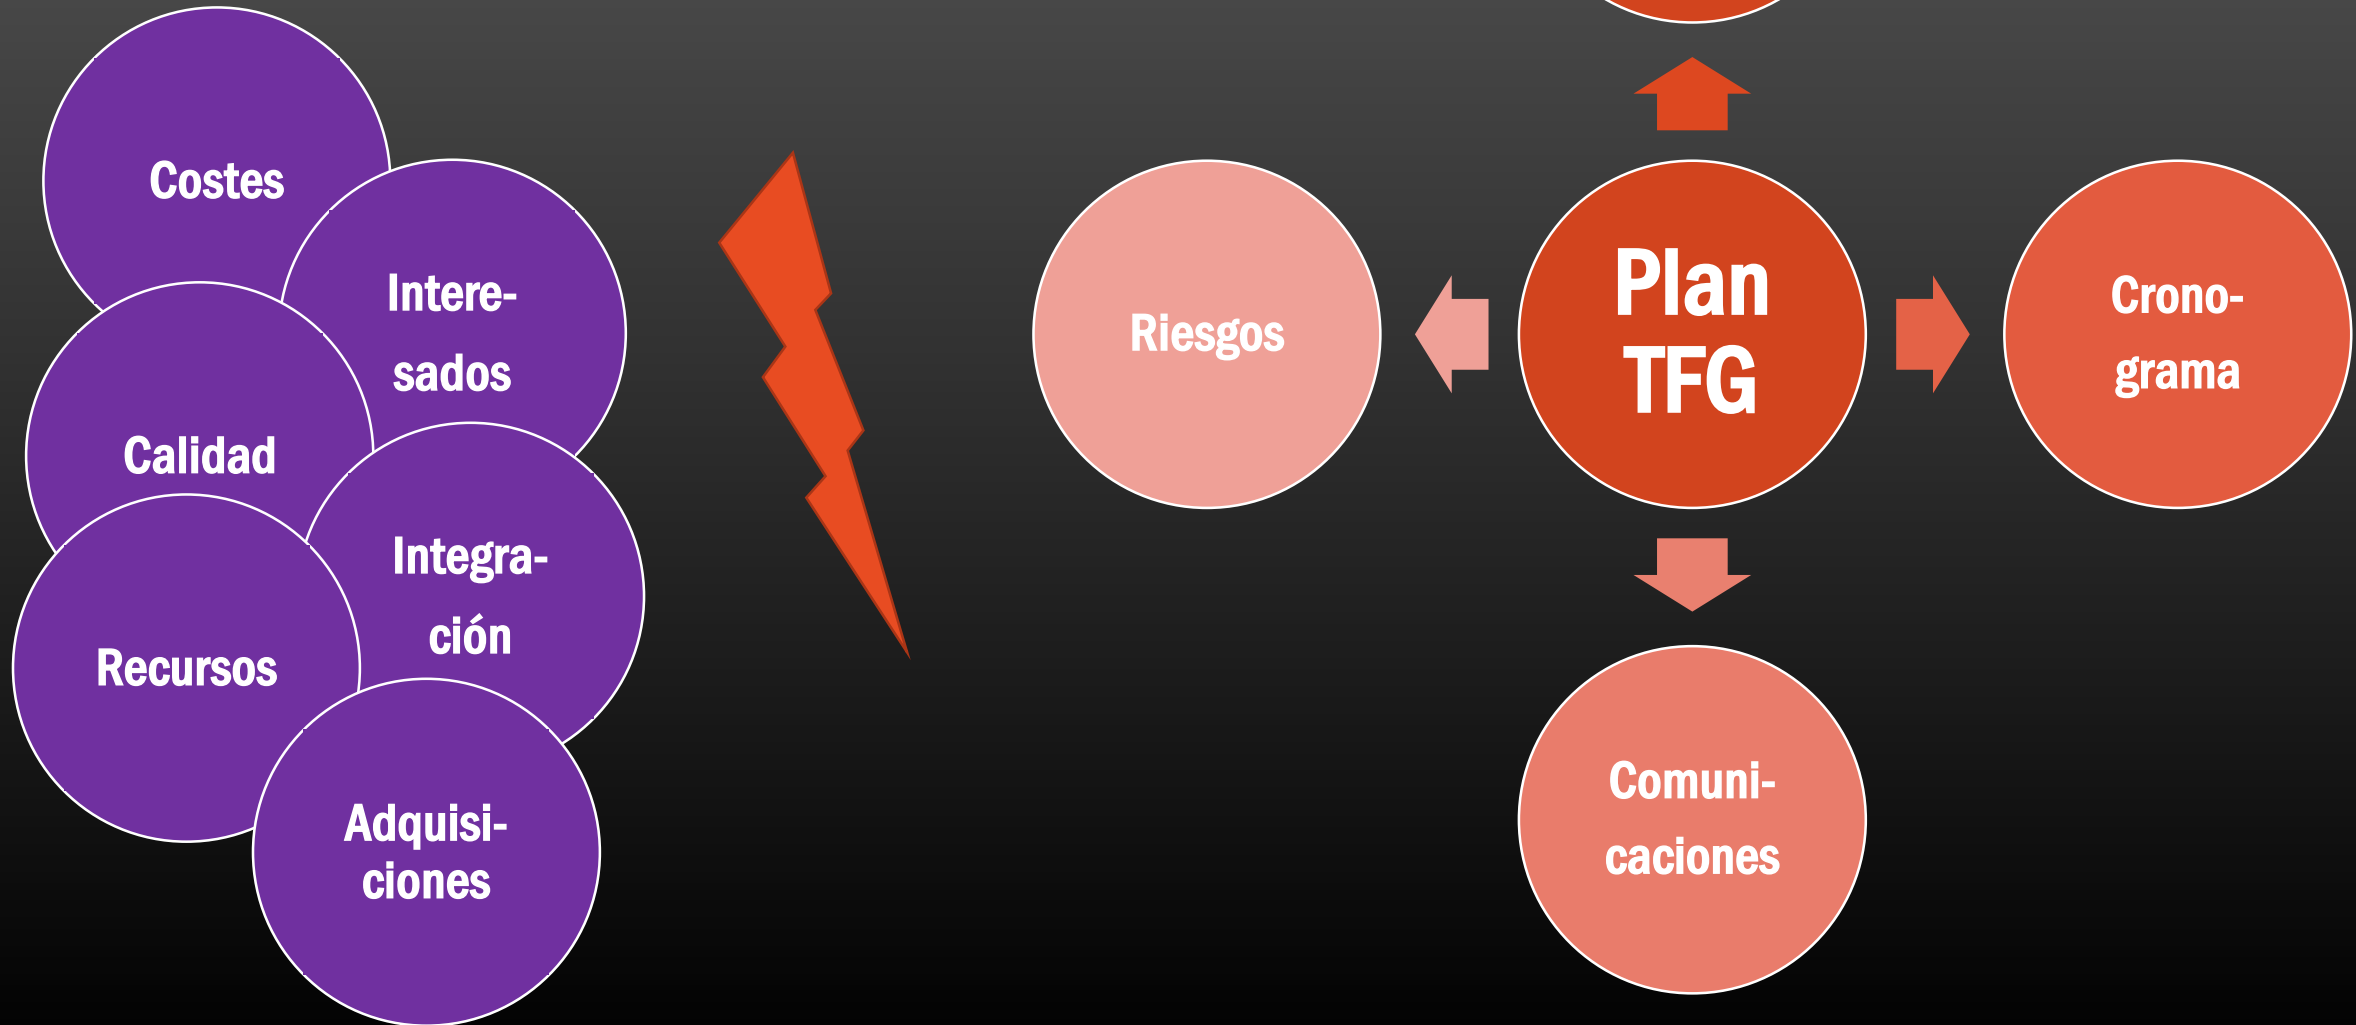 Costes
Intere-
sados
Calidad
Integra-
ción
Recursos
Adquisi-
ciones
Riesgos
Plan
TFG
Crono-
grama
Comuni-
caciones